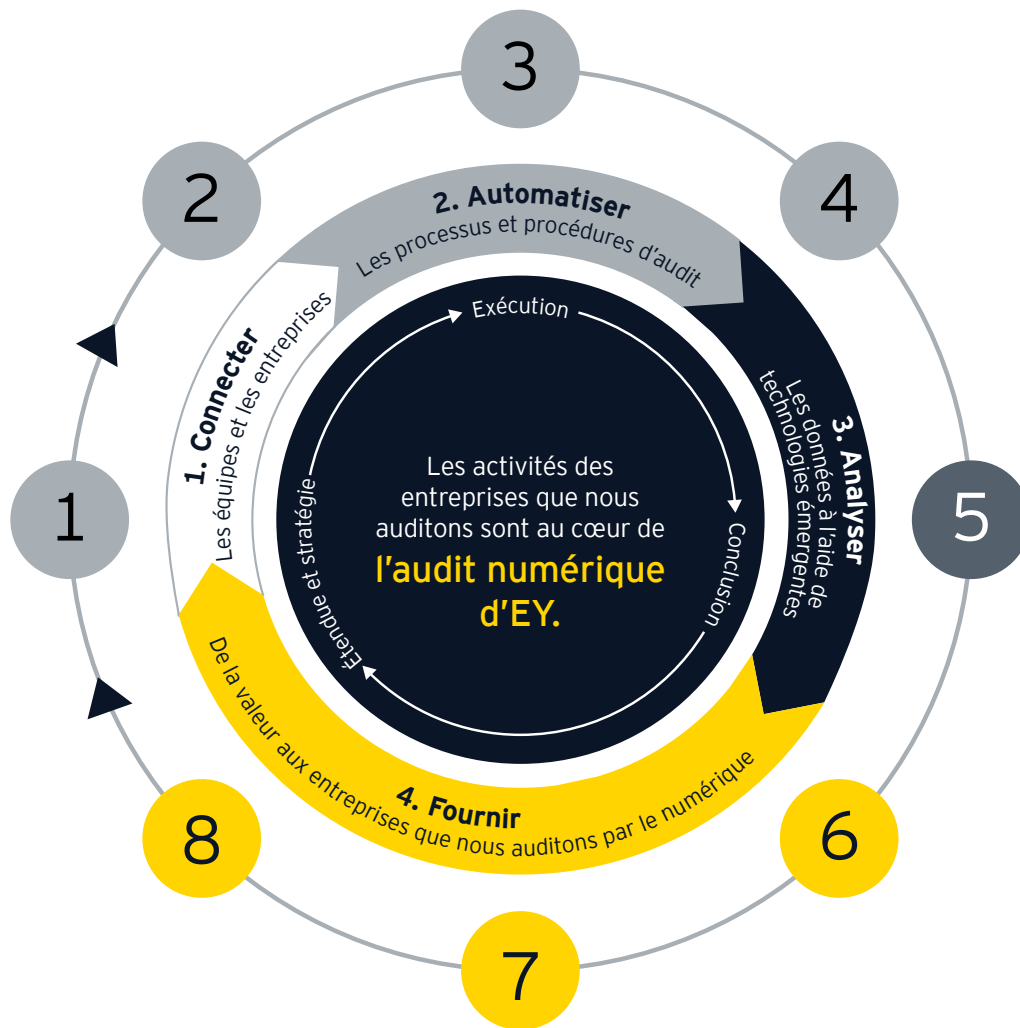 3
2
4
2. Automatiser
Les processus et procédures d'audit
1. Connecter
Les équipes et les entreprises
Exécution
3. Analyser
Les données à l'aide de
technologies émergentes
1
5
Les activités des
entreprises que nous
auditons sont au cœur de
l'audit numérique
d'EY.
Étendue et stratégie
Conclusion
4. Fournir
De la valeur aux entreprises que nous auditons par le numérique
8
6
7